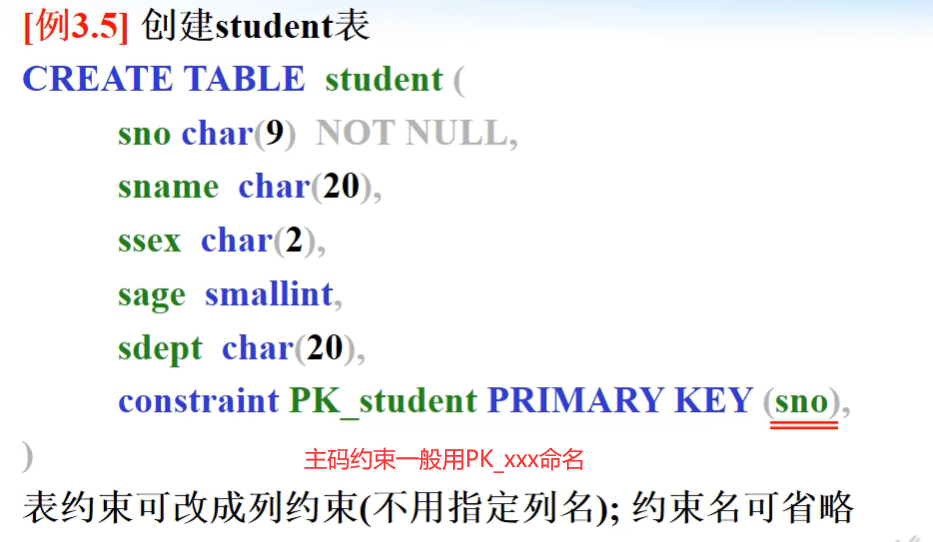 [例3.5] 创建student表
CREATE TABLE student (
sno char(9) NOT NULL,
sname char(20),
ssex char(2),
sage smallint,
sdept char(20),
constraint PK_student PRIMARY KEY (sno),
)
主码约束一般用PK_xxx命名
表约束可改成列约束(不用指定列名); 约束名可省略